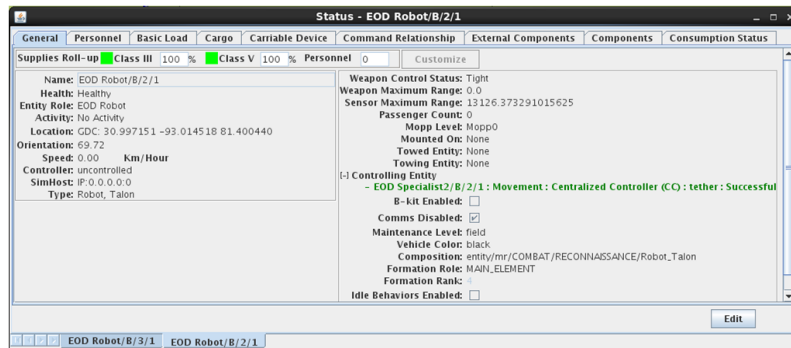 Status - EOD Robot/B/2/1
General Personnel Basic Load Cargo Carriable Device Command Relationship External Components Components Consumption Status
Supplies Roll-up Class III 100 % Class V 100 % Personnel 0 Customize
Name: EOD Robot/B/2/1
Health: Healthy
Entity Role: EOD Robot
Activity: No Activity
Location: GDC: 30.997151 -93.014518 81.400440
Orientation: 69.72
Speed: 0.00 Km/Hour
Controller: uncontrolled
SimHost: IP:0.0.0.0:0
Type: Robot, Talon
Weapon Control Status: Tight
Weapon Maximum Range: 0.0
Sensor Maximum Range: 13126.373291015625
Passenger Count: 0
Mopp Level: Mopp0
Mounted On: None
Towed Entity: None
Towing Entity: None
[-] Controlling Entity
- EOD Specialist2/B/2/1 : Movement : Centralized Controller (CC) : tether : Successful
B-kit Enabled:
Comms Disabled:
Maintenance Level: field
Vehicle Color: black
Composition: entity/mr/COMBAT/RECONNAISSANCE/Robot_Talon
Formation Role: MAIN_ELEMENT
Formation Rank: 4
Idle Behaviors Enabled:
Edit
EOD Robot/B/3/1 EOD Robot/B/2/1